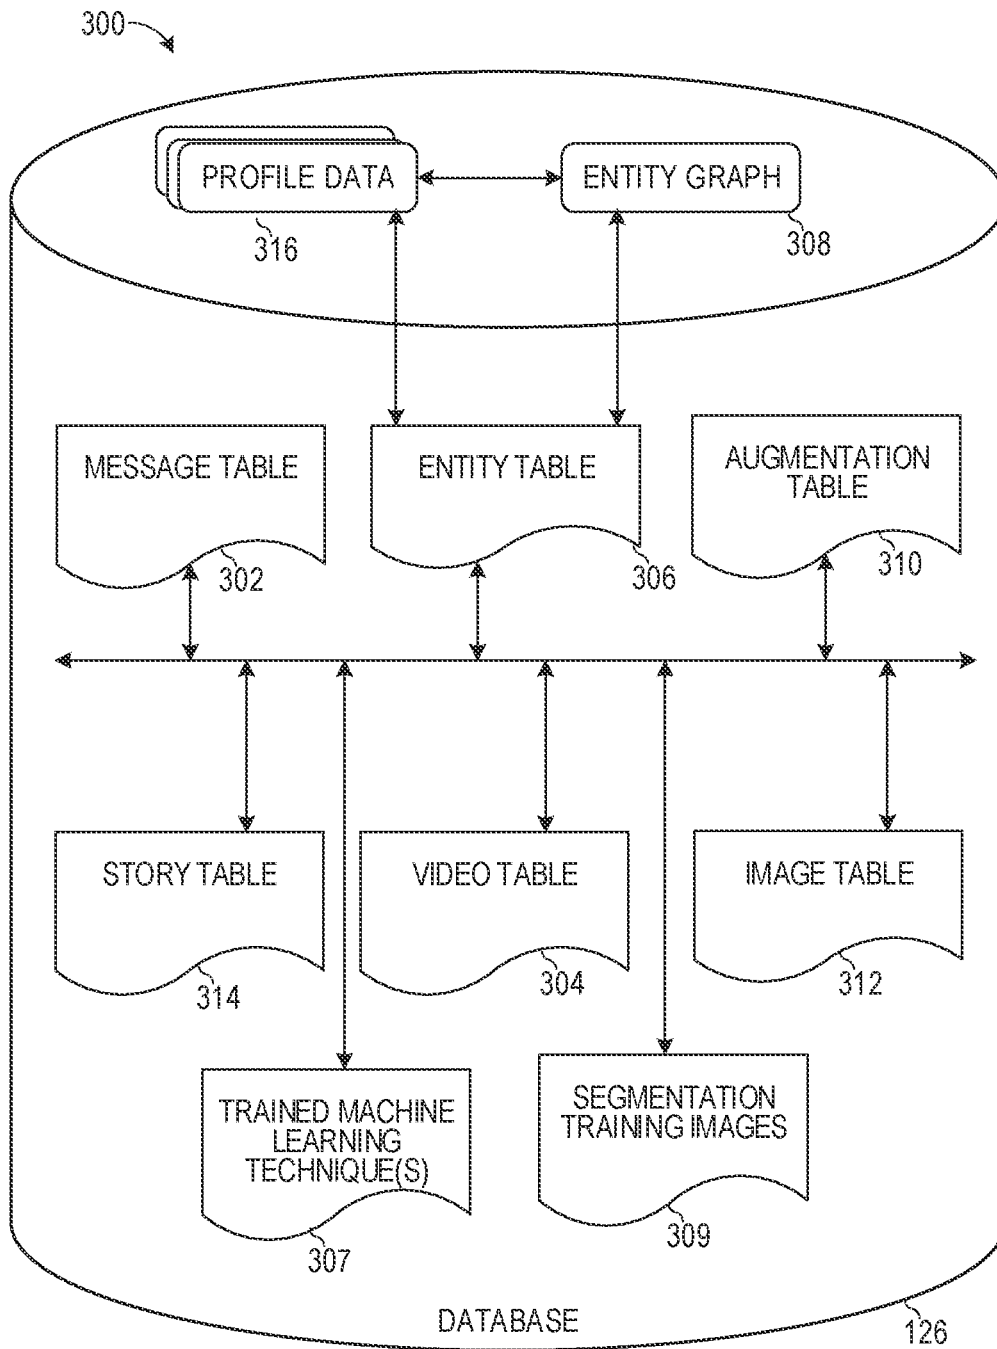 300
PROFILE DATA
ENTITY GRAPH
316
308
MESSAGE TABLE
ENTITY TABLE
AUGMENTATION
TABLE
302
306
310
STORY TABLE
VIDEO TABLE
IMAGE TABLE
314
304
312
TRAINED MACHINE
LEARNING
TECHNIQUE(S)
SEGMENTATION
TRAINING IMAGES
307
309
DATABASE
126